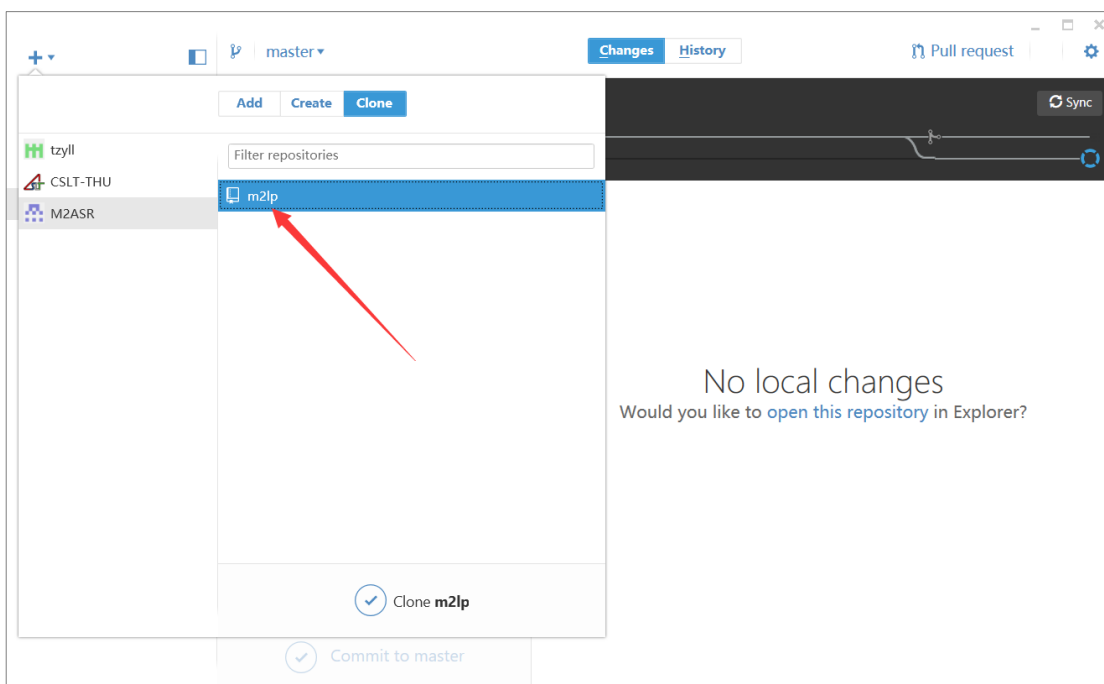 master
Changes
History
Pull request
Add
Create
Clone
Sync
tzyll
CSLT-THU
M2ASR
Filter repositories
m2lp
No local changes
Would you like to open this repository in Explorer?
Clone m2lp
Commit to master